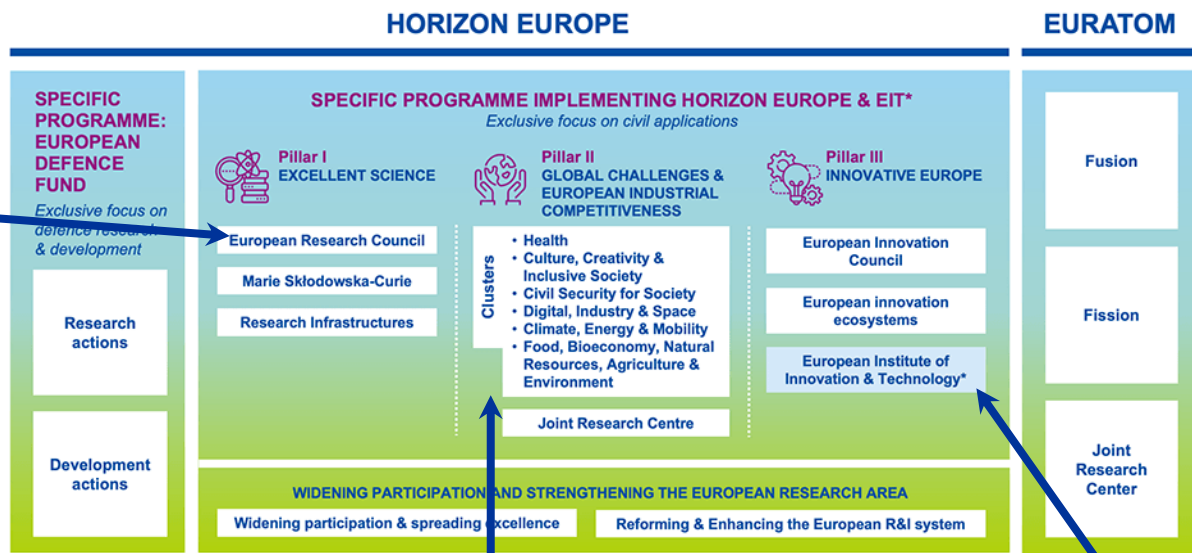 HORIZON EUROPE
EURATOM
SPECIFIC
PROGRAMME:
EUROPEAN
DEFENCE
FUND
Exclusive focus on
defence research
& development
Research
actions
Development
actions
SPECIFIC PROGRAMME IMPLEMENTING HORIZON EUROPE & EIT*
Exclusive focus on civil applications
Pillar I
EXCELLENT SCIENCE
European Research Council
Marie Skłodowska-Curie
Research Infrastructures
Pillar II
GLOBAL CHALLENGES &
EUROPEAN INDUSTRIAL
COMPETITIVENESS
Clusters
• Health
• Culture, Creativity &
Inclusive Society
• Civil Security for Society
• Digital, Industry & Space
• Climate, Energy & Mobility
• Food, Bioeconomy, Natural
Resources, Agriculture &
Environment
Joint Research Centre
Pillar III
INNOVATIVE EUROPE
European Innovation
Council
European innovation
ecosystems
European Institute of
Innovation & Technology*
WIDENING PARTICIPATION AND STRENGTHENING THE EUROPEAN RESEARCH AREA
Widening participation & spreading excellence
Reforming & Enhancing the European R&I system
Fusion
Fission
Joint
Research
Center